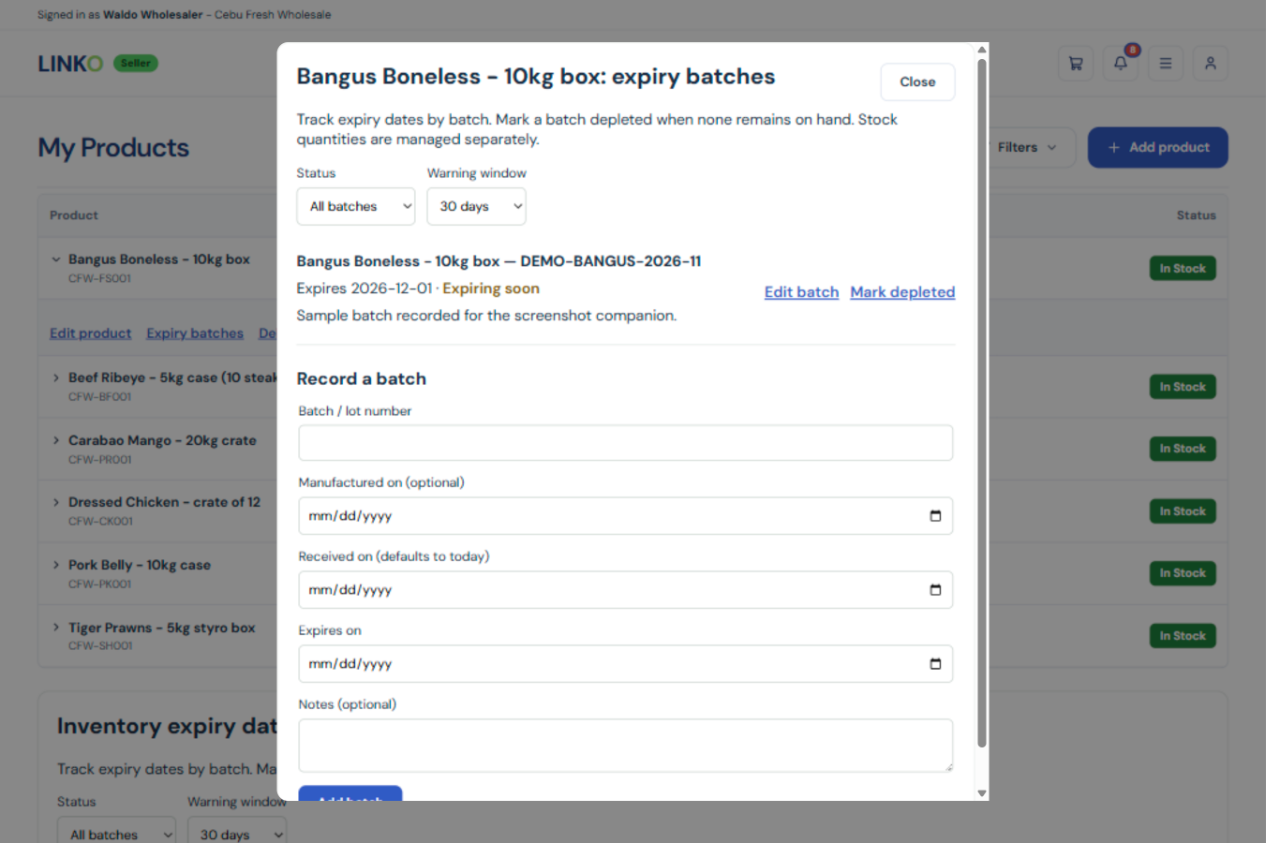 Signed in as Waldo Wholesaler - Cebu Fresh Wholesale
LINKO Seller
8
My Products
Filters
+ Add product
Product
Status
Bangus Boneless - 10kg box
CFW-FS001
In Stock
Edit product Expiry batches
Beef Ribeye - 5kg case (10 steak
CFW-BF001
In Stock
Carabao Mango - 20kg crate
CFW-PR001
In Stock
Dressed Chicken - crate of 12
CFW-CK001
In Stock
Pork Belly - 10kg case
CFW-PK001
In Stock
Tiger Prawns - 5kg styro box
CFW-SH001
In Stock
Inventory expiry dat
Track expiry dates by batch. Ma
Status
Warning window
All batches
30 days
Bangus Boneless - 10kg box: expiry batches
Close
Track expiry dates by batch. Mark a batch depleted when none remains on hand. Stock
quantities are managed separately.
Status
Warning window
All batches
30 days
Bangus Boneless - 10kg box — DEMO-BANGUS-2026-11
Expires 2026-12-01 · Expiring soon
Edit batch Mark depleted
Sample batch recorded for the screenshot companion.
Record a batch
Batch / lot number
Manufactured on (optional)
mm/dd/yyyy
Received on (defaults to today)
mm/dd/yyyy
Expires on
mm/dd/yyyy
Notes (optional)
Add batch